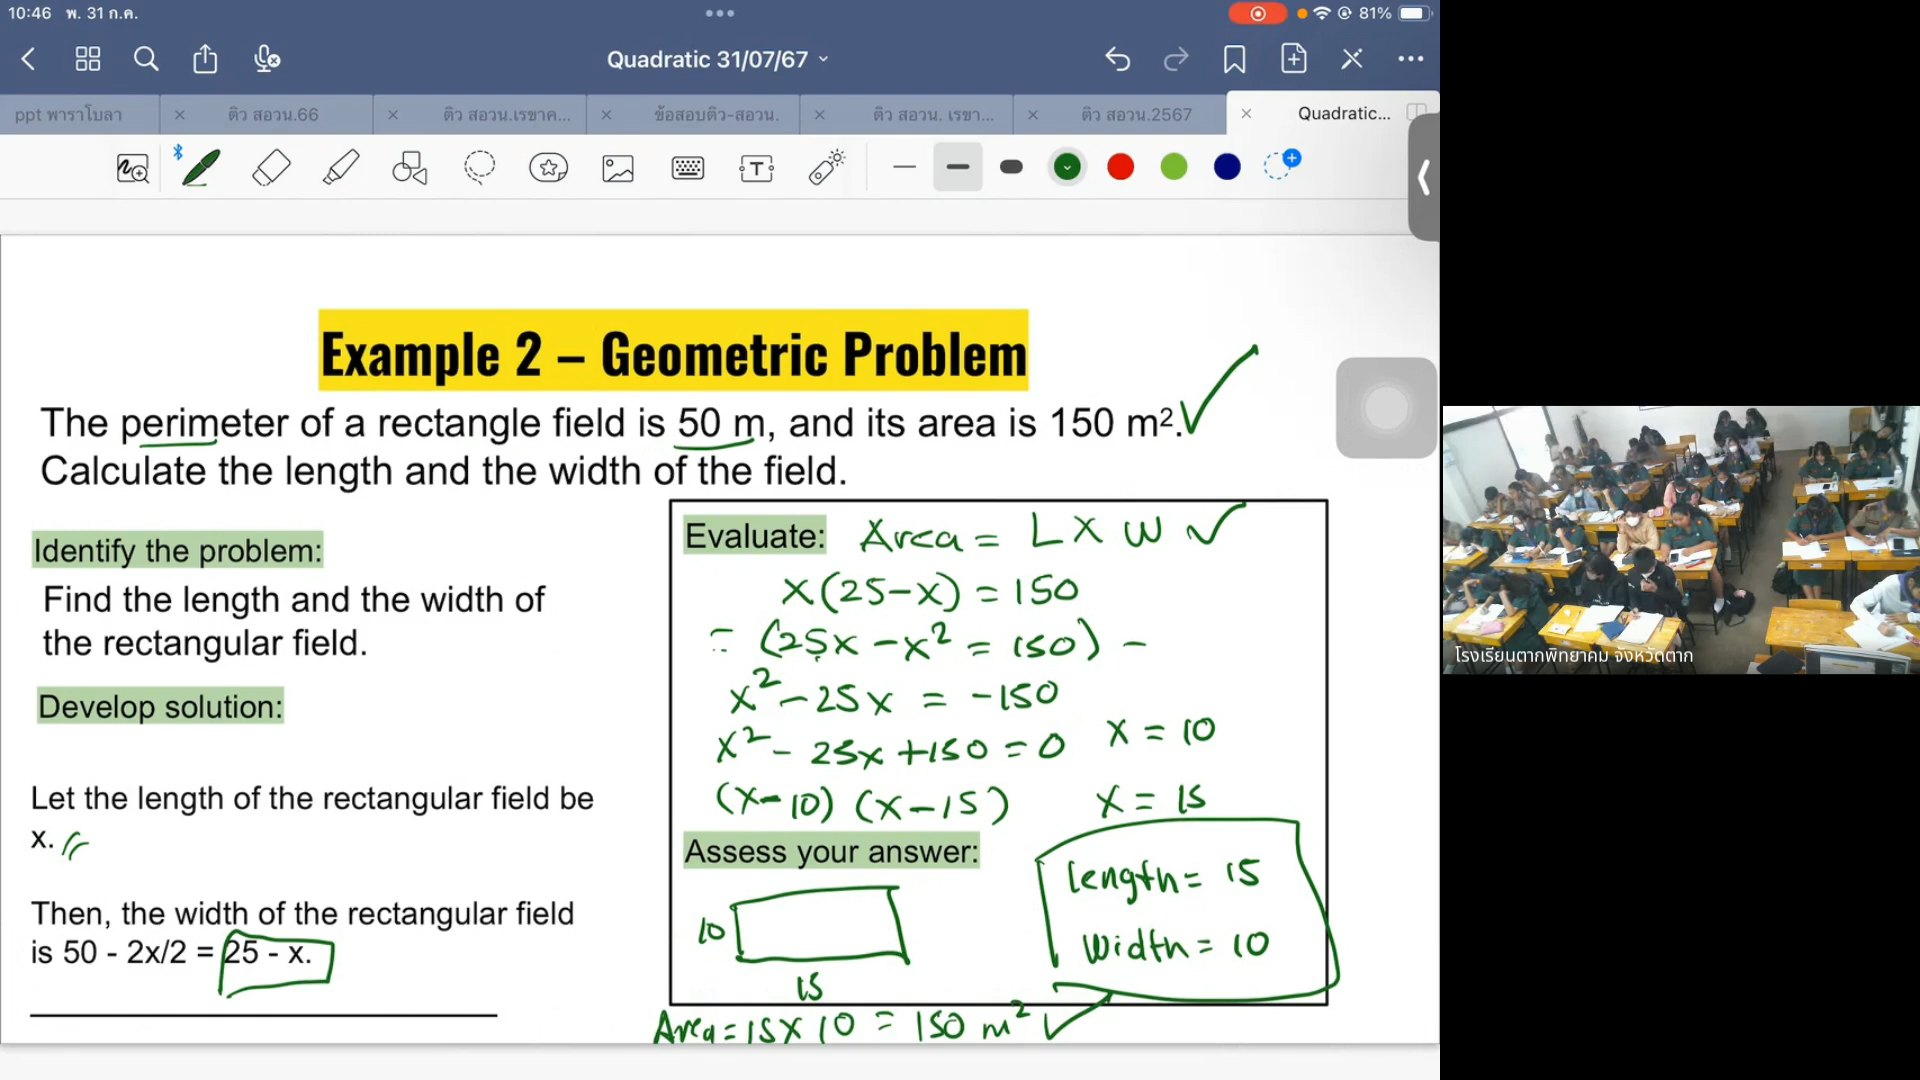 10:46 พ. 31 ก.ค.
81%
Quadratic 31/07/67
ppt พาราโบลา
ติว สอวน.66
ติว สอวน.เรขาค...
ข้อสอบติว-สอวน.
ติว สอวน. เรขา...
ติว สอวน.2567
Quadratic...
Example 2 – Geometric Problem
The perimeter of a rectangle field is 50 m, and its area is 150 m².
Calculate the length and the width of the field.
Identify the problem:
Find the length and the width of
the rectangular field.
Develop solution:
Let the length of the rectangular field be
x.
Then, the width of the rectangular field
is 50 - 2x/2 = 25 - x.
Evaluate: Area = L X W
x(25-x) = 150
= (25x - x² = 150) -
x² - 25x = -150
x² - 25x + 150 = 0
x = 10
(x-10) (x-15)
x = 15
Assess your answer:
10
15
length = 15
width = 10
Area = 15 x 10 = 150 m²
โรงเรียนตากพิทยาคม จังหวัดตาก